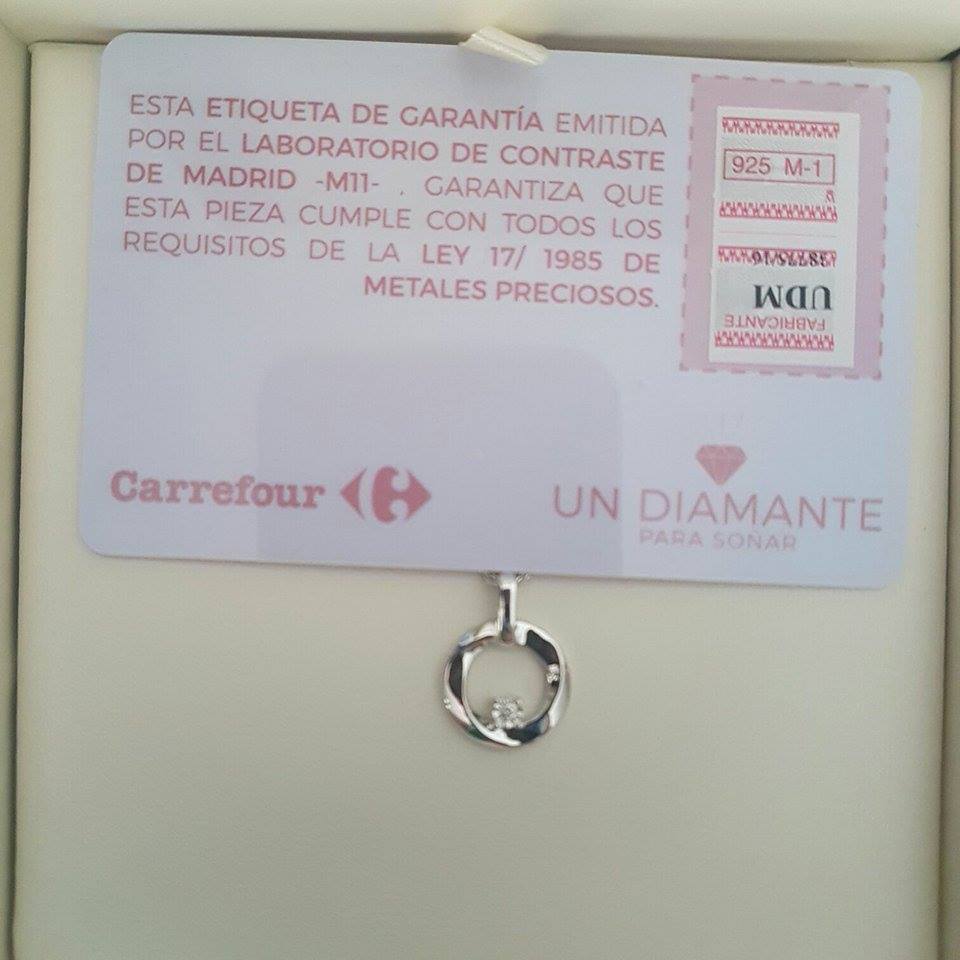 ESTA ETIQUETA DE GARANTÍA EMITIDA
POR EL LABORATORIO DE CONTRASTE
DE MADRID -M11- . GARANTIZA QUE
ESTA PIEZA CUMPLE CON TODOS LOS
REQUISITOS DE LA LEY 17/ 1985 DE
METALES PRECIOSOS.
925 M-1
UDM
FABRICANTE
Carrefour
UN DIAMANTE
PARA SOÑAR